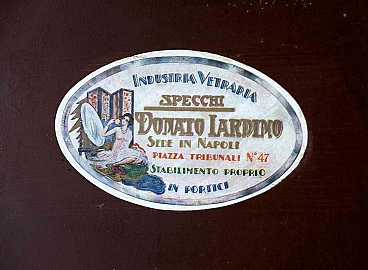 INDUSTRIA VETRARIA
SPECCHI
DONATO IARDINO
SEDE IN NAPOLI
PIAZZA TRIBUNALI N°47
STABILIMENTO PROPRIO
IN PORTICI